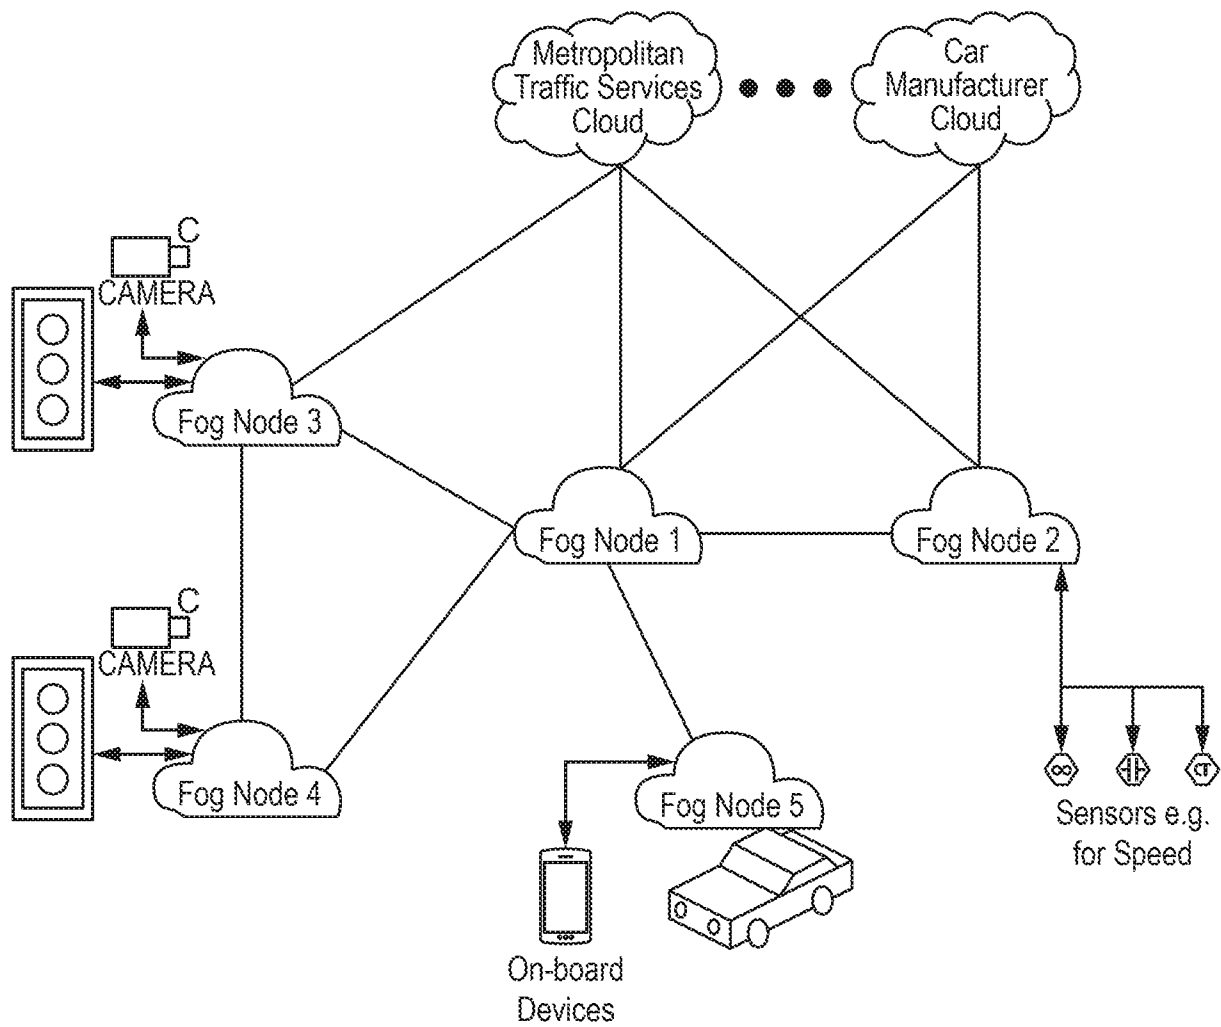 Metropolitan
Traffic Services
Cloud
Car
Manufacturer
Cloud
C
CAMERA
Fog Node 3
Fog Node 1
Fog Node 2
C
CAMERA
Fog Node 4
Fog Node 5
Sensors e.g.
for Speed
On-board
Devices